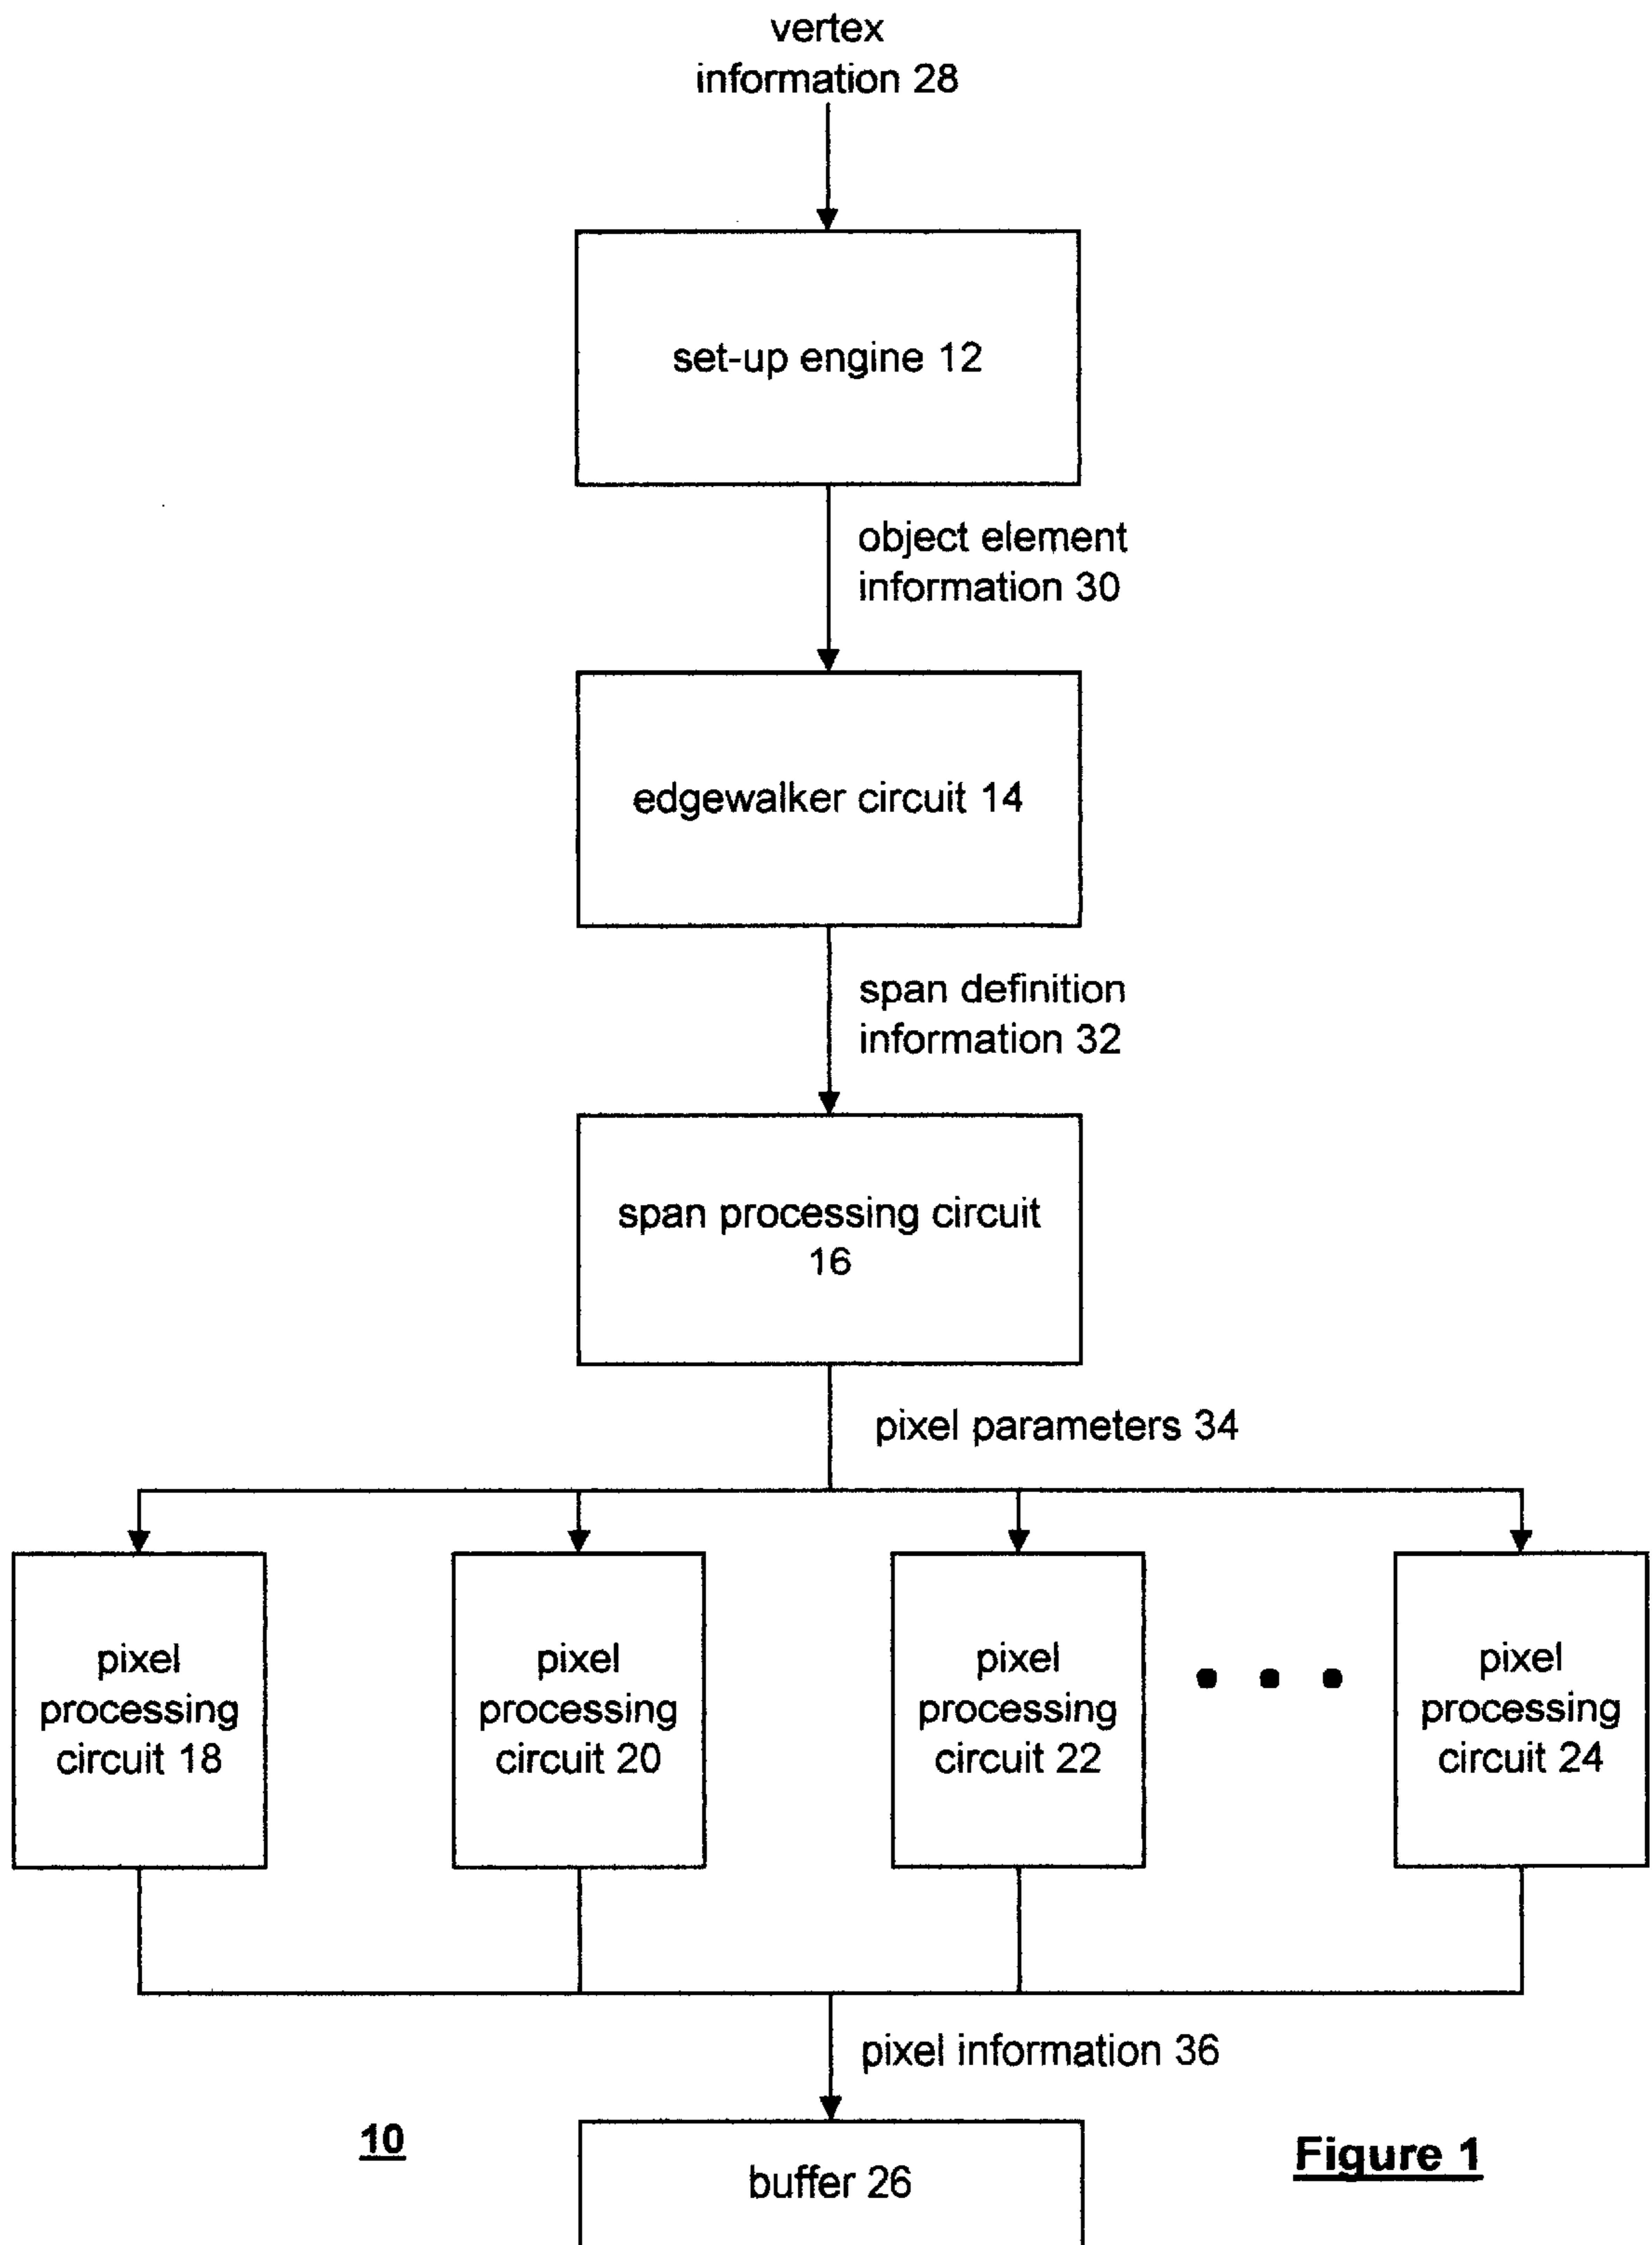 vertex
information 28
set-up engine 12
object element
information 30
edgewalker circuit 14
span definition
information 32
span processing circuit
16
pixel parameters 34
pixel
processing
circuit 18
pixel
processing
circuit 20
pixel
processing
circuit 22
pixel
processing
circuit 24
pixel information 36
10
buffer 26
Figure 1